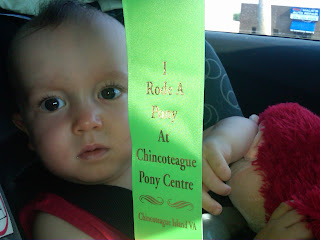 I
Rode A
Pony
At
Chincoteague
Pony Centre
Chincoteague Island VA